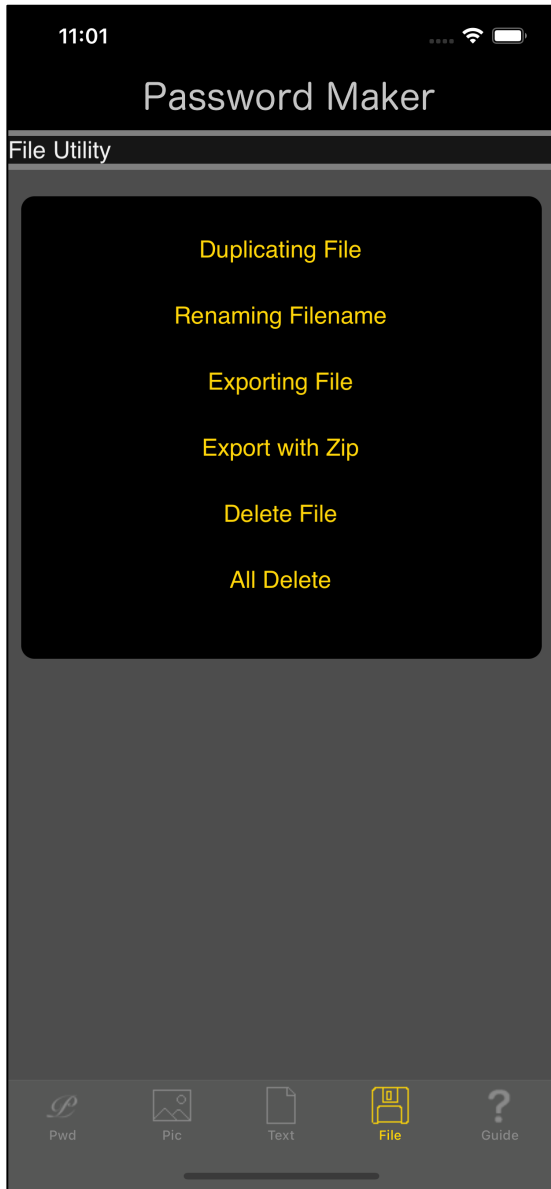 11:01
Password Maker
File Utility
Duplicating File
Renaming Filename
Exporting File
Export with Zip
Delete File
All Delete
Pwd Pic Text File Guide